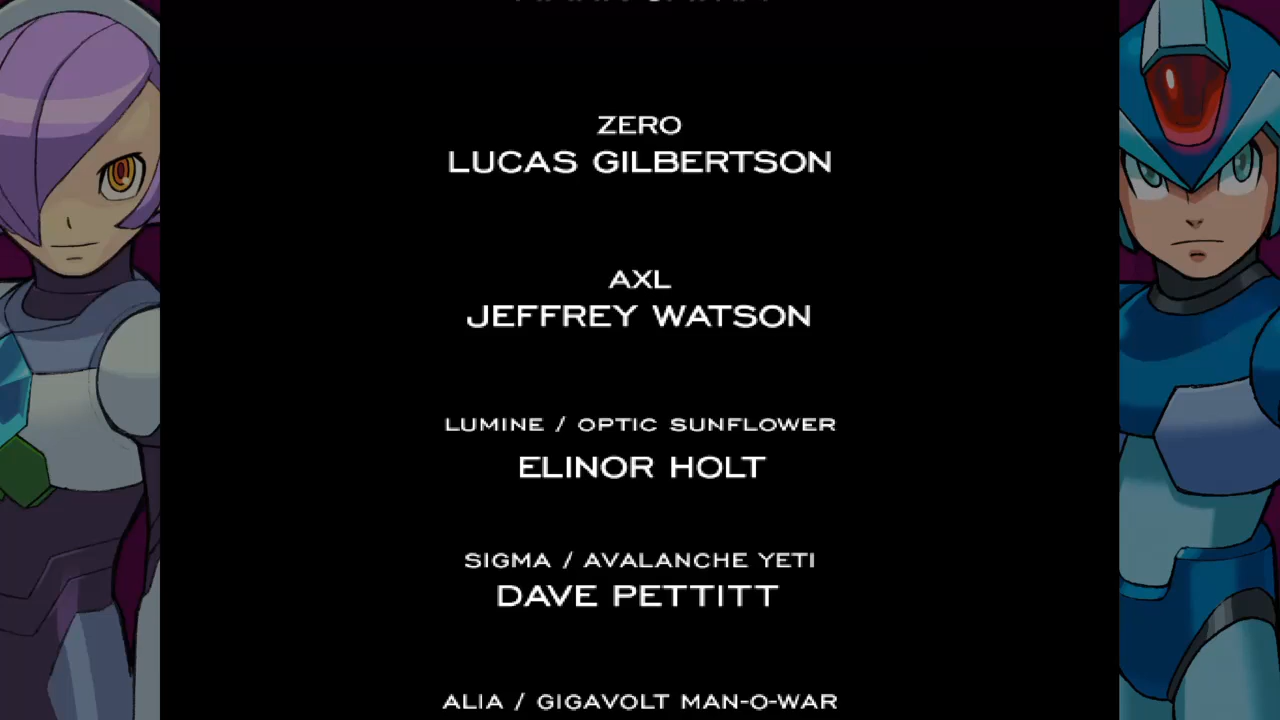 ZERO
LUCAS GILBERTSON
AXL
JEFFREY WATSON
LUMINE / OPTIC SUNFLOWER
ELINOR HOLT
SIGMA / AVALANCHE YETI
DAVE PETTITT
ALIA / GIGAVOLT MAN-O-WAR